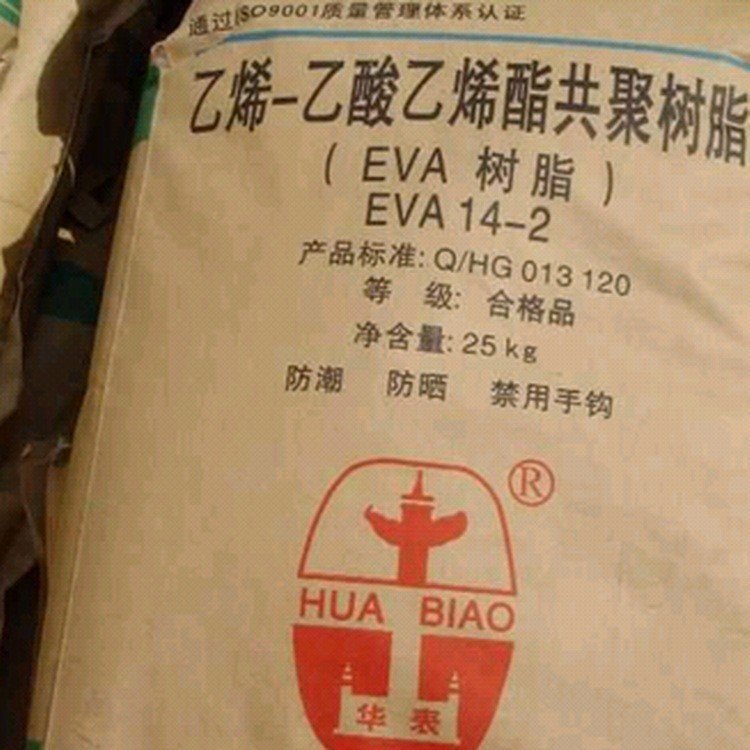 通过ISO9001质量管理体系认证
乙烯-乙酸乙烯酯共聚树脂
(EVA 树脂)
EVA 14-2
产品标准: Q/HG 013 120
等 级: 合格品
净含量: 25 kg
防潮 防晒 禁用手钩
®
HUA BIAO
华表